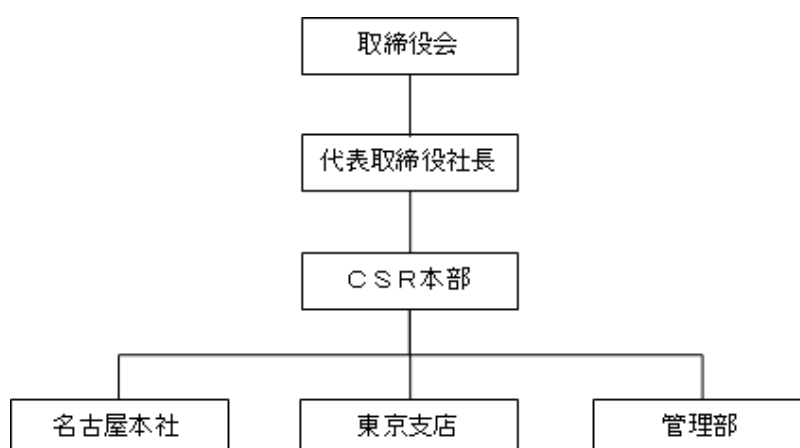 取締役会
代表取締役社長
ＣＳＲ本部
名古屋本社
東京支店
管理部